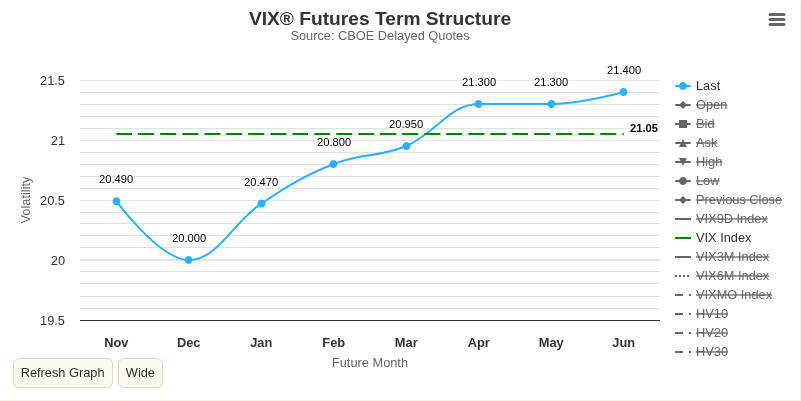 VIX® Futures Term Structure
Source: CBOE Delayed Quotes
Volatility
21.5
21
20.5
20
19.5
20.490
20.000
20.470
20.800
20.950
21.300
21.300
21.400
21.05
Nov
Dec
Jan
Feb
Mar
Apr
May
Jun
Future Month
Last
Open
Bid
Ask
High
Low
Previous Close
VIX9D Index
VIX Index
VIX3M Index
VIX6M Index
VIXMO Index
HV10
HV20
HV30
Refresh Graph
Wide